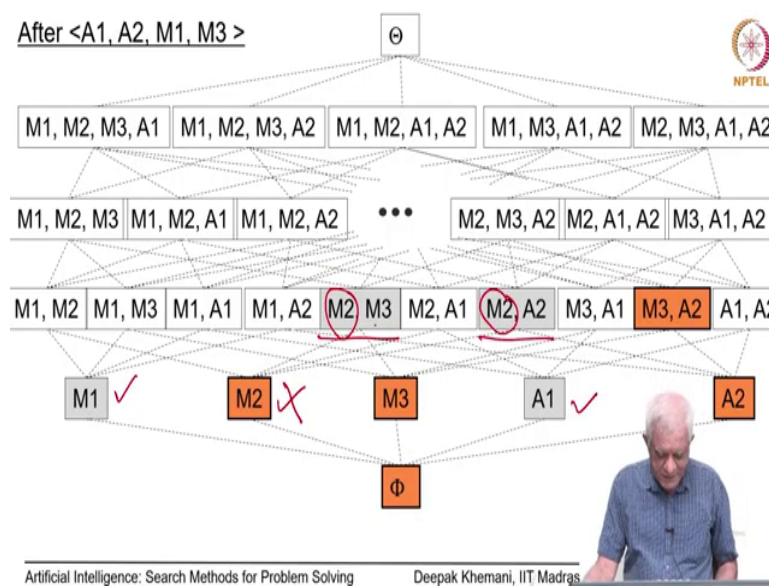 After <A1, A2, M1, M3 >
Θ
NPTEL
M1, M2, M3, A1 M1, M2, M3, A2 M1, M2, A1, A2 M1, M3, A1, A2 M2, M3, A1, A2
M1, M2, M3 M1, M2, A1 M1, M2, A2 ••• M2, M3, A2 M2, A1, A2 M3, A1, A2
M1, M2 M1, M3 M1, A1 M1, A2 M2 M3 M2, A1 M2, A2 M3, A1 M3, A2 A1, A2
M1 M2 M3 A1 A2
Φ
Artificial Intelligence: Search Methods for Problem Solving Deepak Khemani, IIT Madras